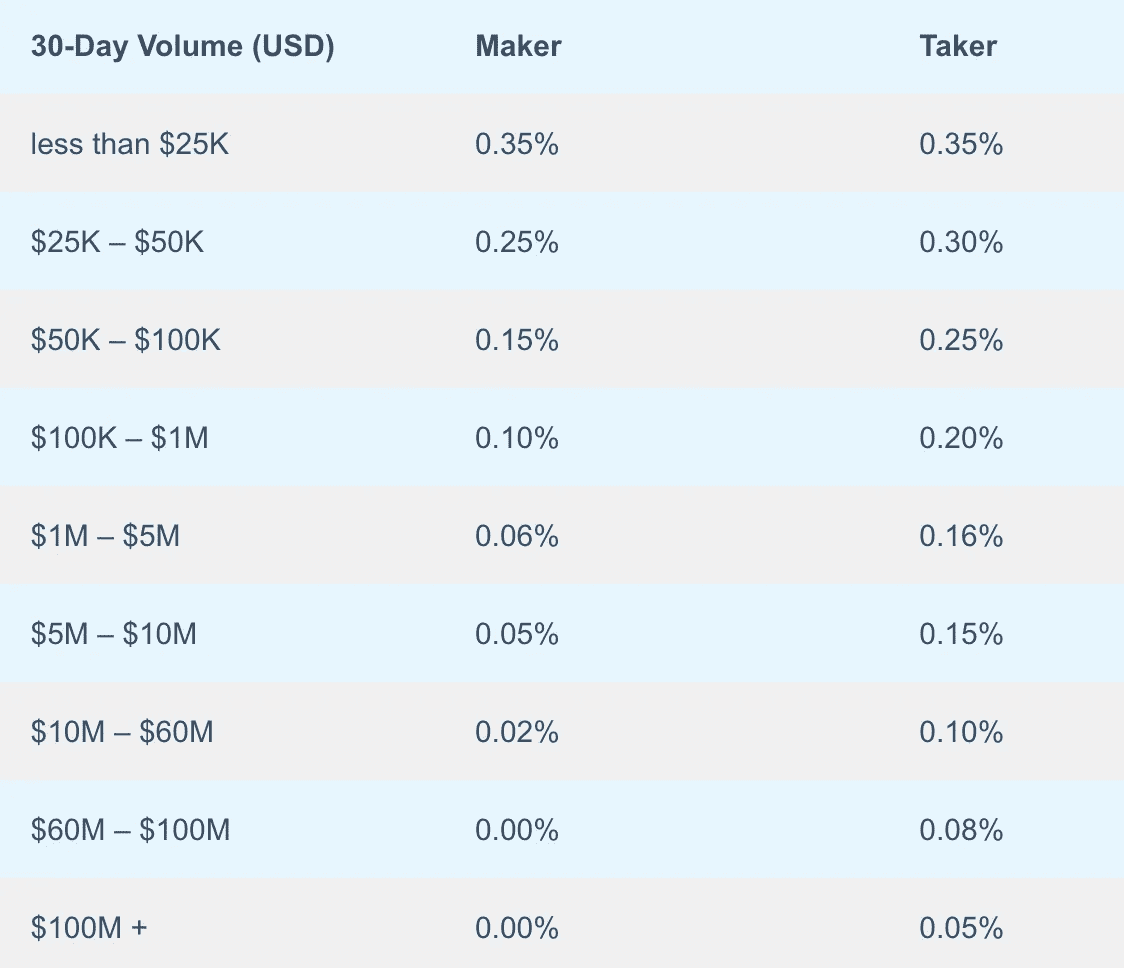 30-Day Volume (USD) Maker Taker
less than $25K 0.35% 0.35%
$25K – $50K 0.25% 0.30%
$50K – $100K 0.15% 0.25%
$100K – $1M 0.10% 0.20%
$1M – $5M 0.06% 0.16%
$5M – $10M 0.05% 0.15%
$10M – $60M 0.02% 0.10%
$60M – $100M 0.00% 0.08%
$100M + 0.00% 0.05%